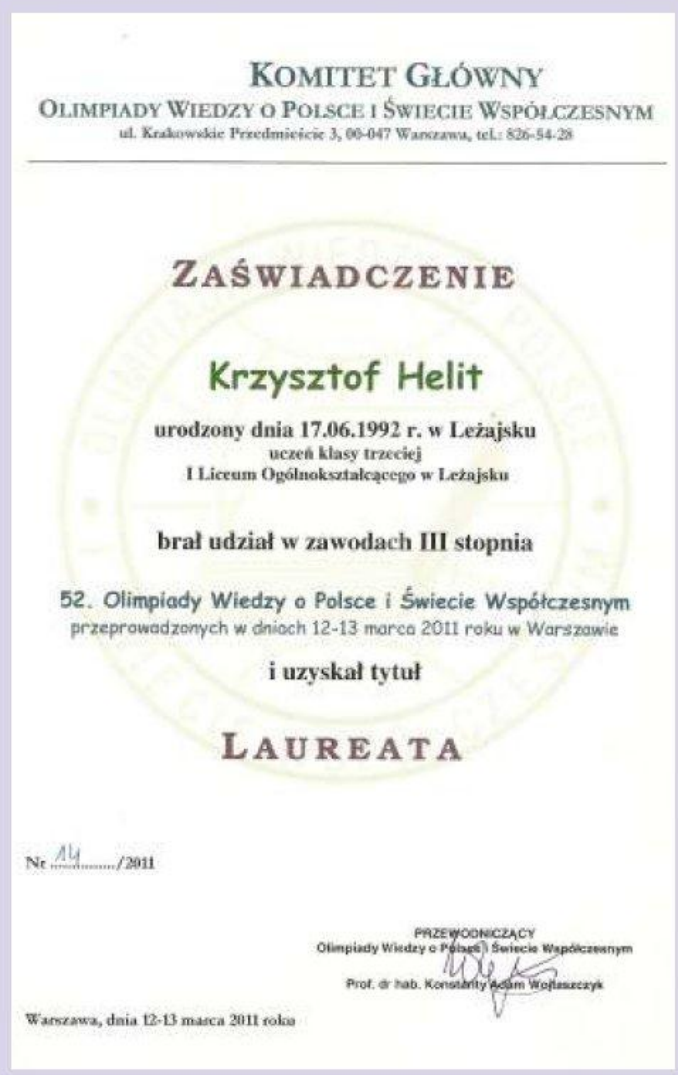 KOMITET GŁÓWNY
OLIMPIADY WIEDZY O POLSCE I ŚWIECIE WSPÓŁCZESNYM
ul. Krakowskie Przedmieście 3, 00-047 Warszawa, tel.: 826-54-28
ZAŚWIADCZENIE
Krzysztof Helit
urodzony dnia 17.06.1992 r. w Leżajsku
uczeń klasy trzeciej
I Liceum Ogólnokształcącego w Leżajsku
brał udział w zawodach III stopnia
52. Olimpiady Wiedzy o Polsce i Świecie Współczesnym
przeprowadzonych w dniach 12-13 marca 2011 roku w Warszawie
i uzyskał tytuł
LAUREATA
Nr 14/2011
PRZEWODNICZĄCY
Olimpiady Wiedzy o Polsce i Świecie Współczesnym
Prof. dr hab. Konstanty Adam Wojtaszczyk
Warszawa, dnia 12-13 marca 2011 roku